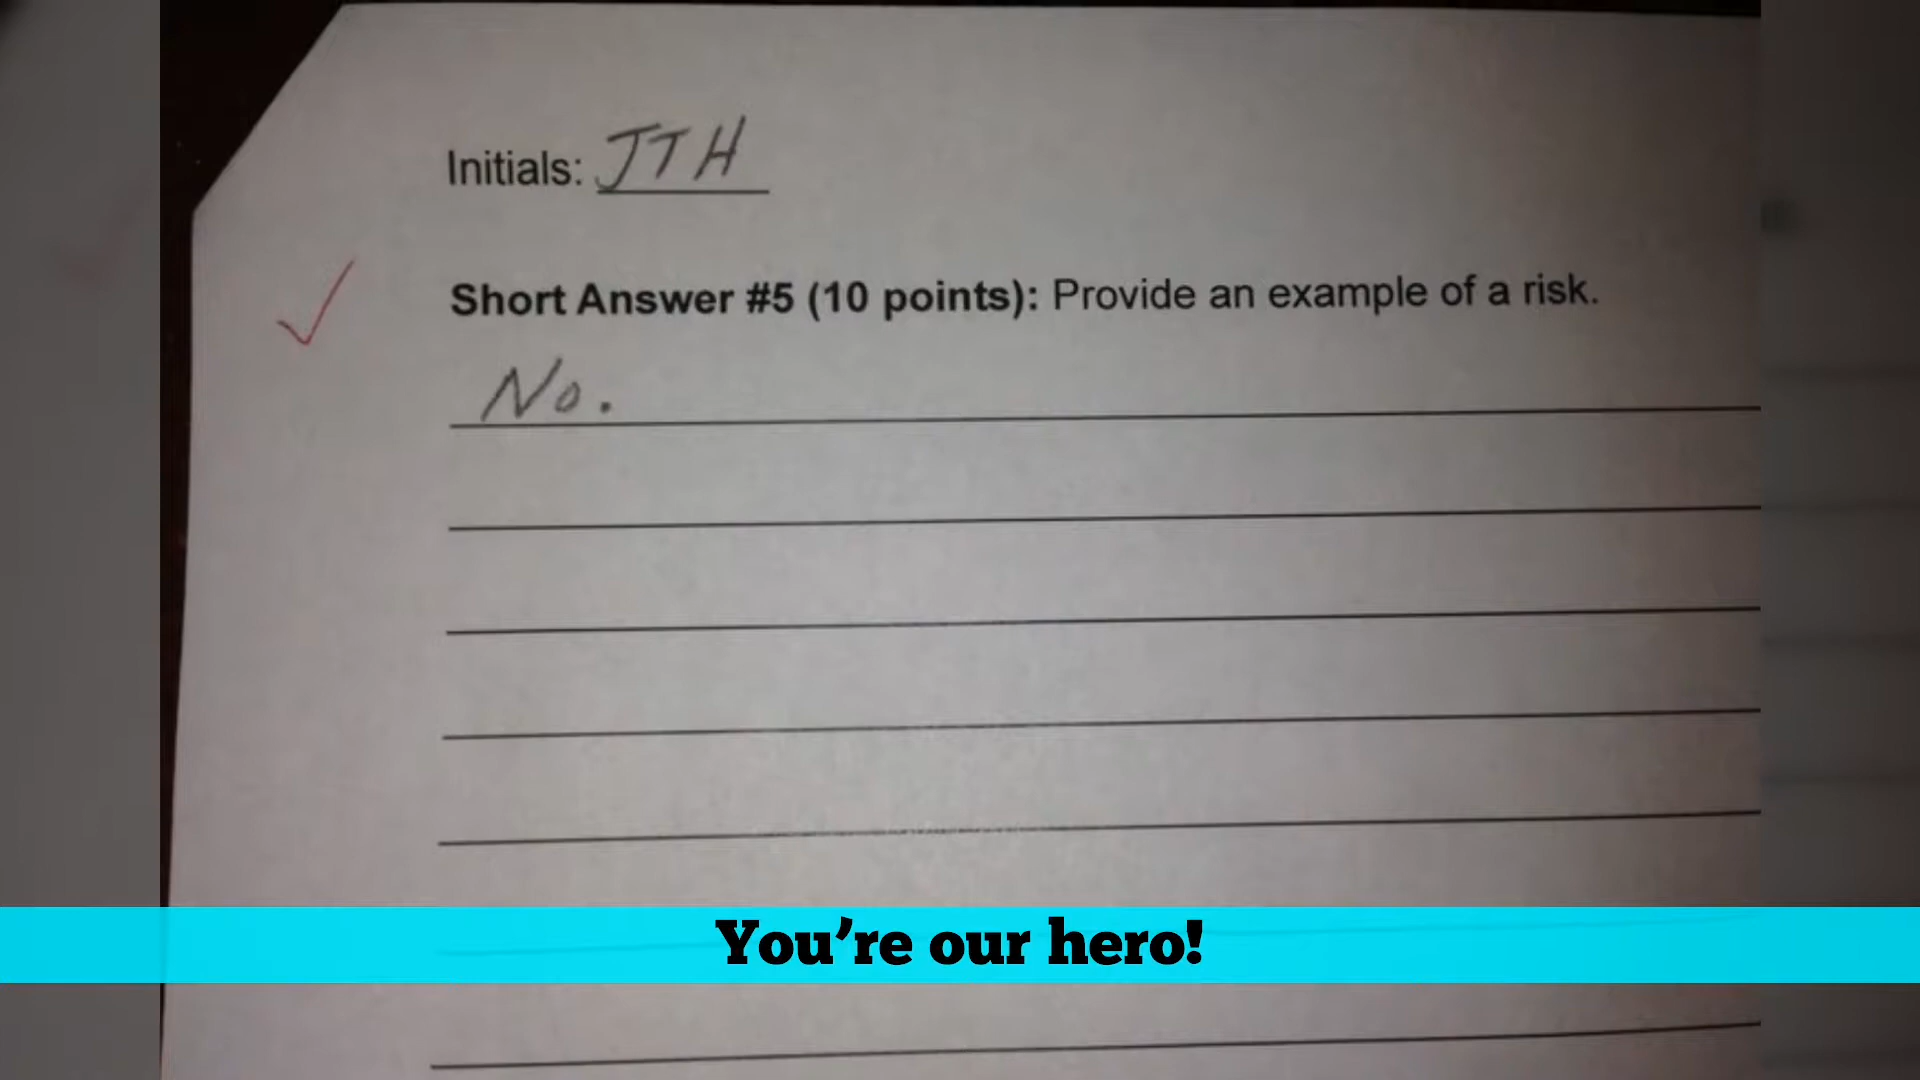 Initials: JTH
Short Answer #5 (10 points): Provide an example of a risk.
No.
You’re our hero!